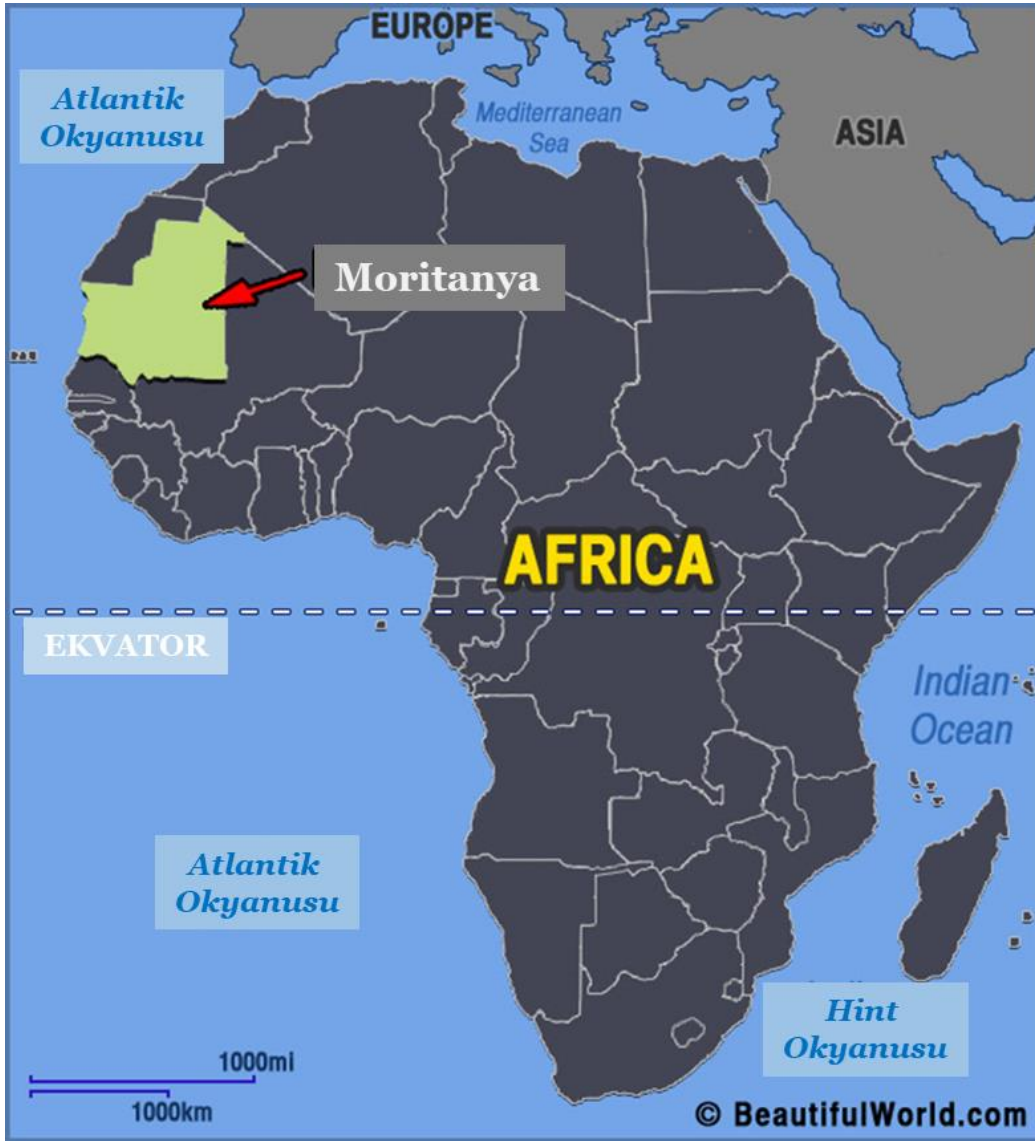 EUROPE
Atlantik
Okyanusu
Mediterranean
Sea
ASIA
Moritanya
AFRICA
EKVATOR
Indian
Ocean
Atlantik
Okyanusu
Hint
Okyanusu
1000mi
1000km
© BeautifulWorld.com